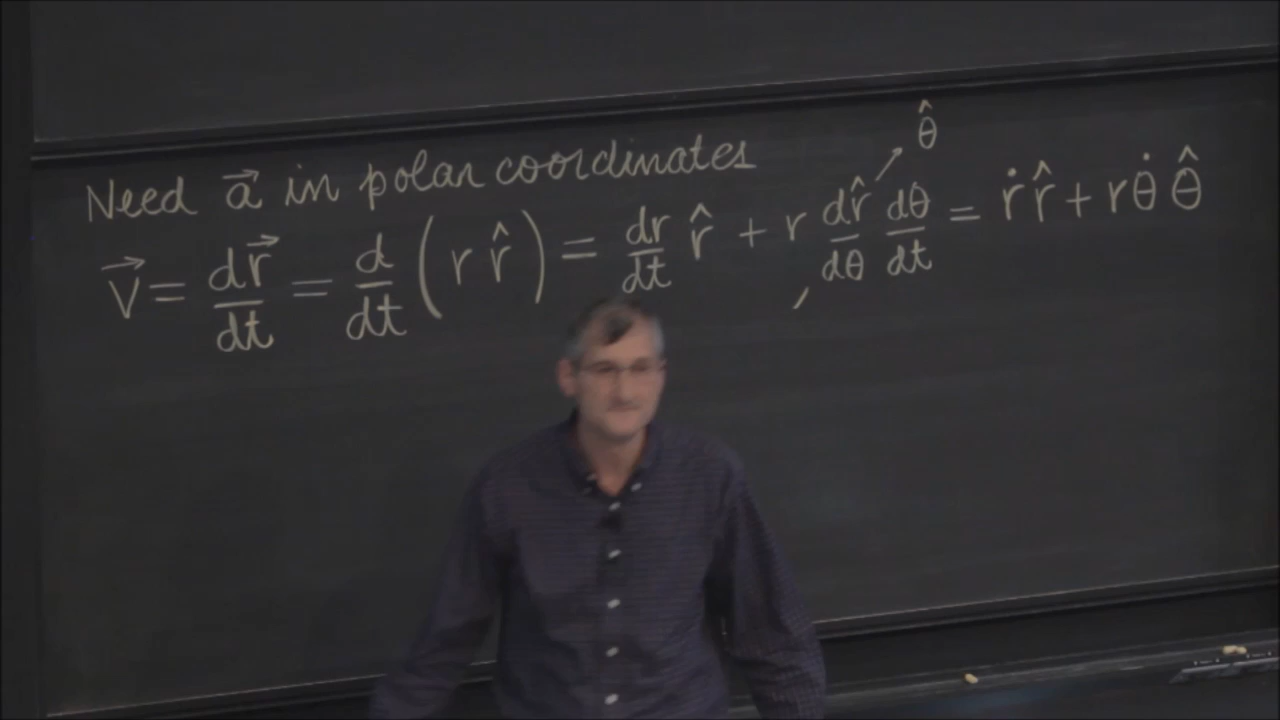 Need a⃗ in polar coordinates
v⃗ = dr⃗/dt = d/dt (r r̂) = dr/dt r̂ + r dr̂/dθ dθ/dt = ṙ r̂ + r θ̇ θ̂
θ̂